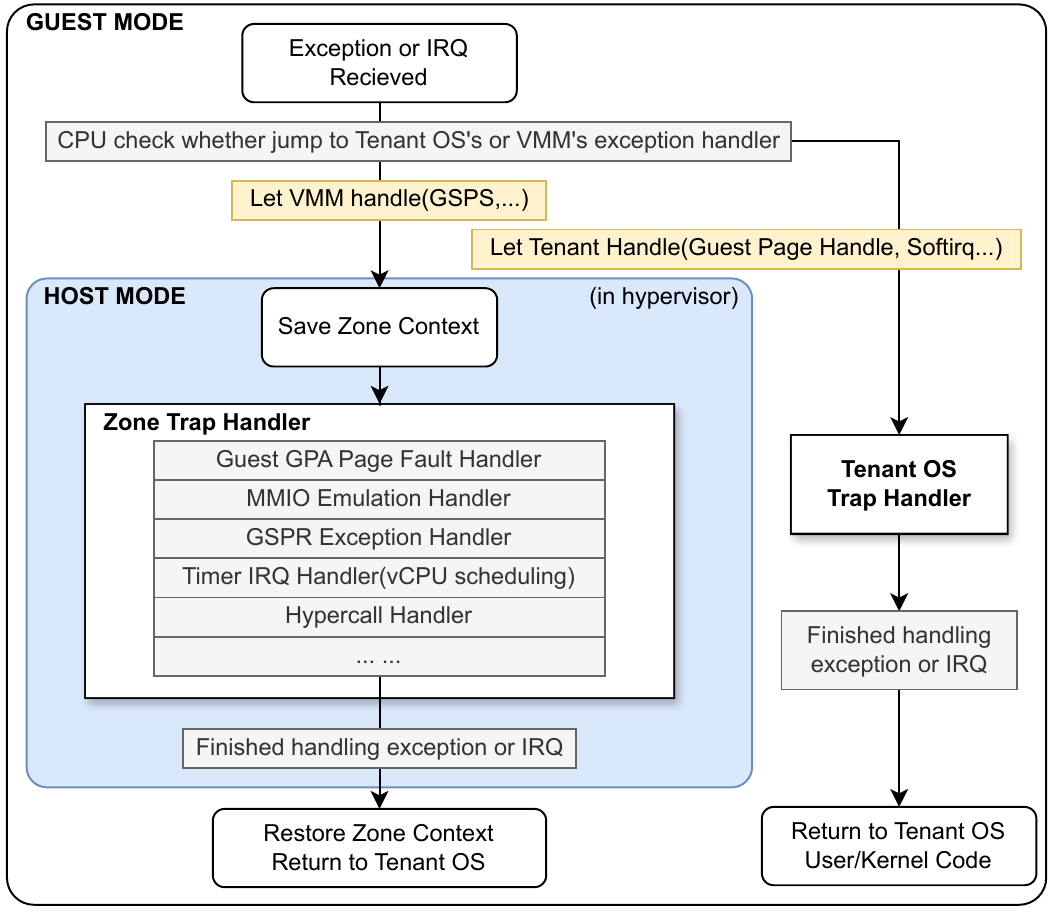 GUEST MODE
Exception or IRQ
Recieved
CPU check whether jump to Tenant OS's or VMM's exception handler
Let VMM handle(GSPS,...)
Let Tenant Handle(Guest Page Handle, Softirq...)
HOST MODE
(in hypervisor)
Save Zone Context
Zone Trap Handler
Guest GPA Page Fault Handler
MMIO Emulation Handler
GSPR Exception Handler
Timer IRQ Handler(vCPU scheduling)
Hypercall Handler
... ...
Finished handling exception or IRQ
Restore Zone Context
Return to Tenant OS
Tenant OS
Trap Handler
Finished handling
exception or IRQ
Return to Tenant OS
User/Kernel Code